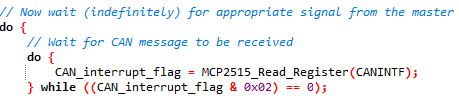 // Now wait (indefinitely) for appropriate signal from the master
do {
// Wait for CAN message to be received
do {
CAN_interrupt_flag = MCP2515_Read_Register(CANINTF);
} while ((CAN_interrupt_flag & 0x02) == 0);